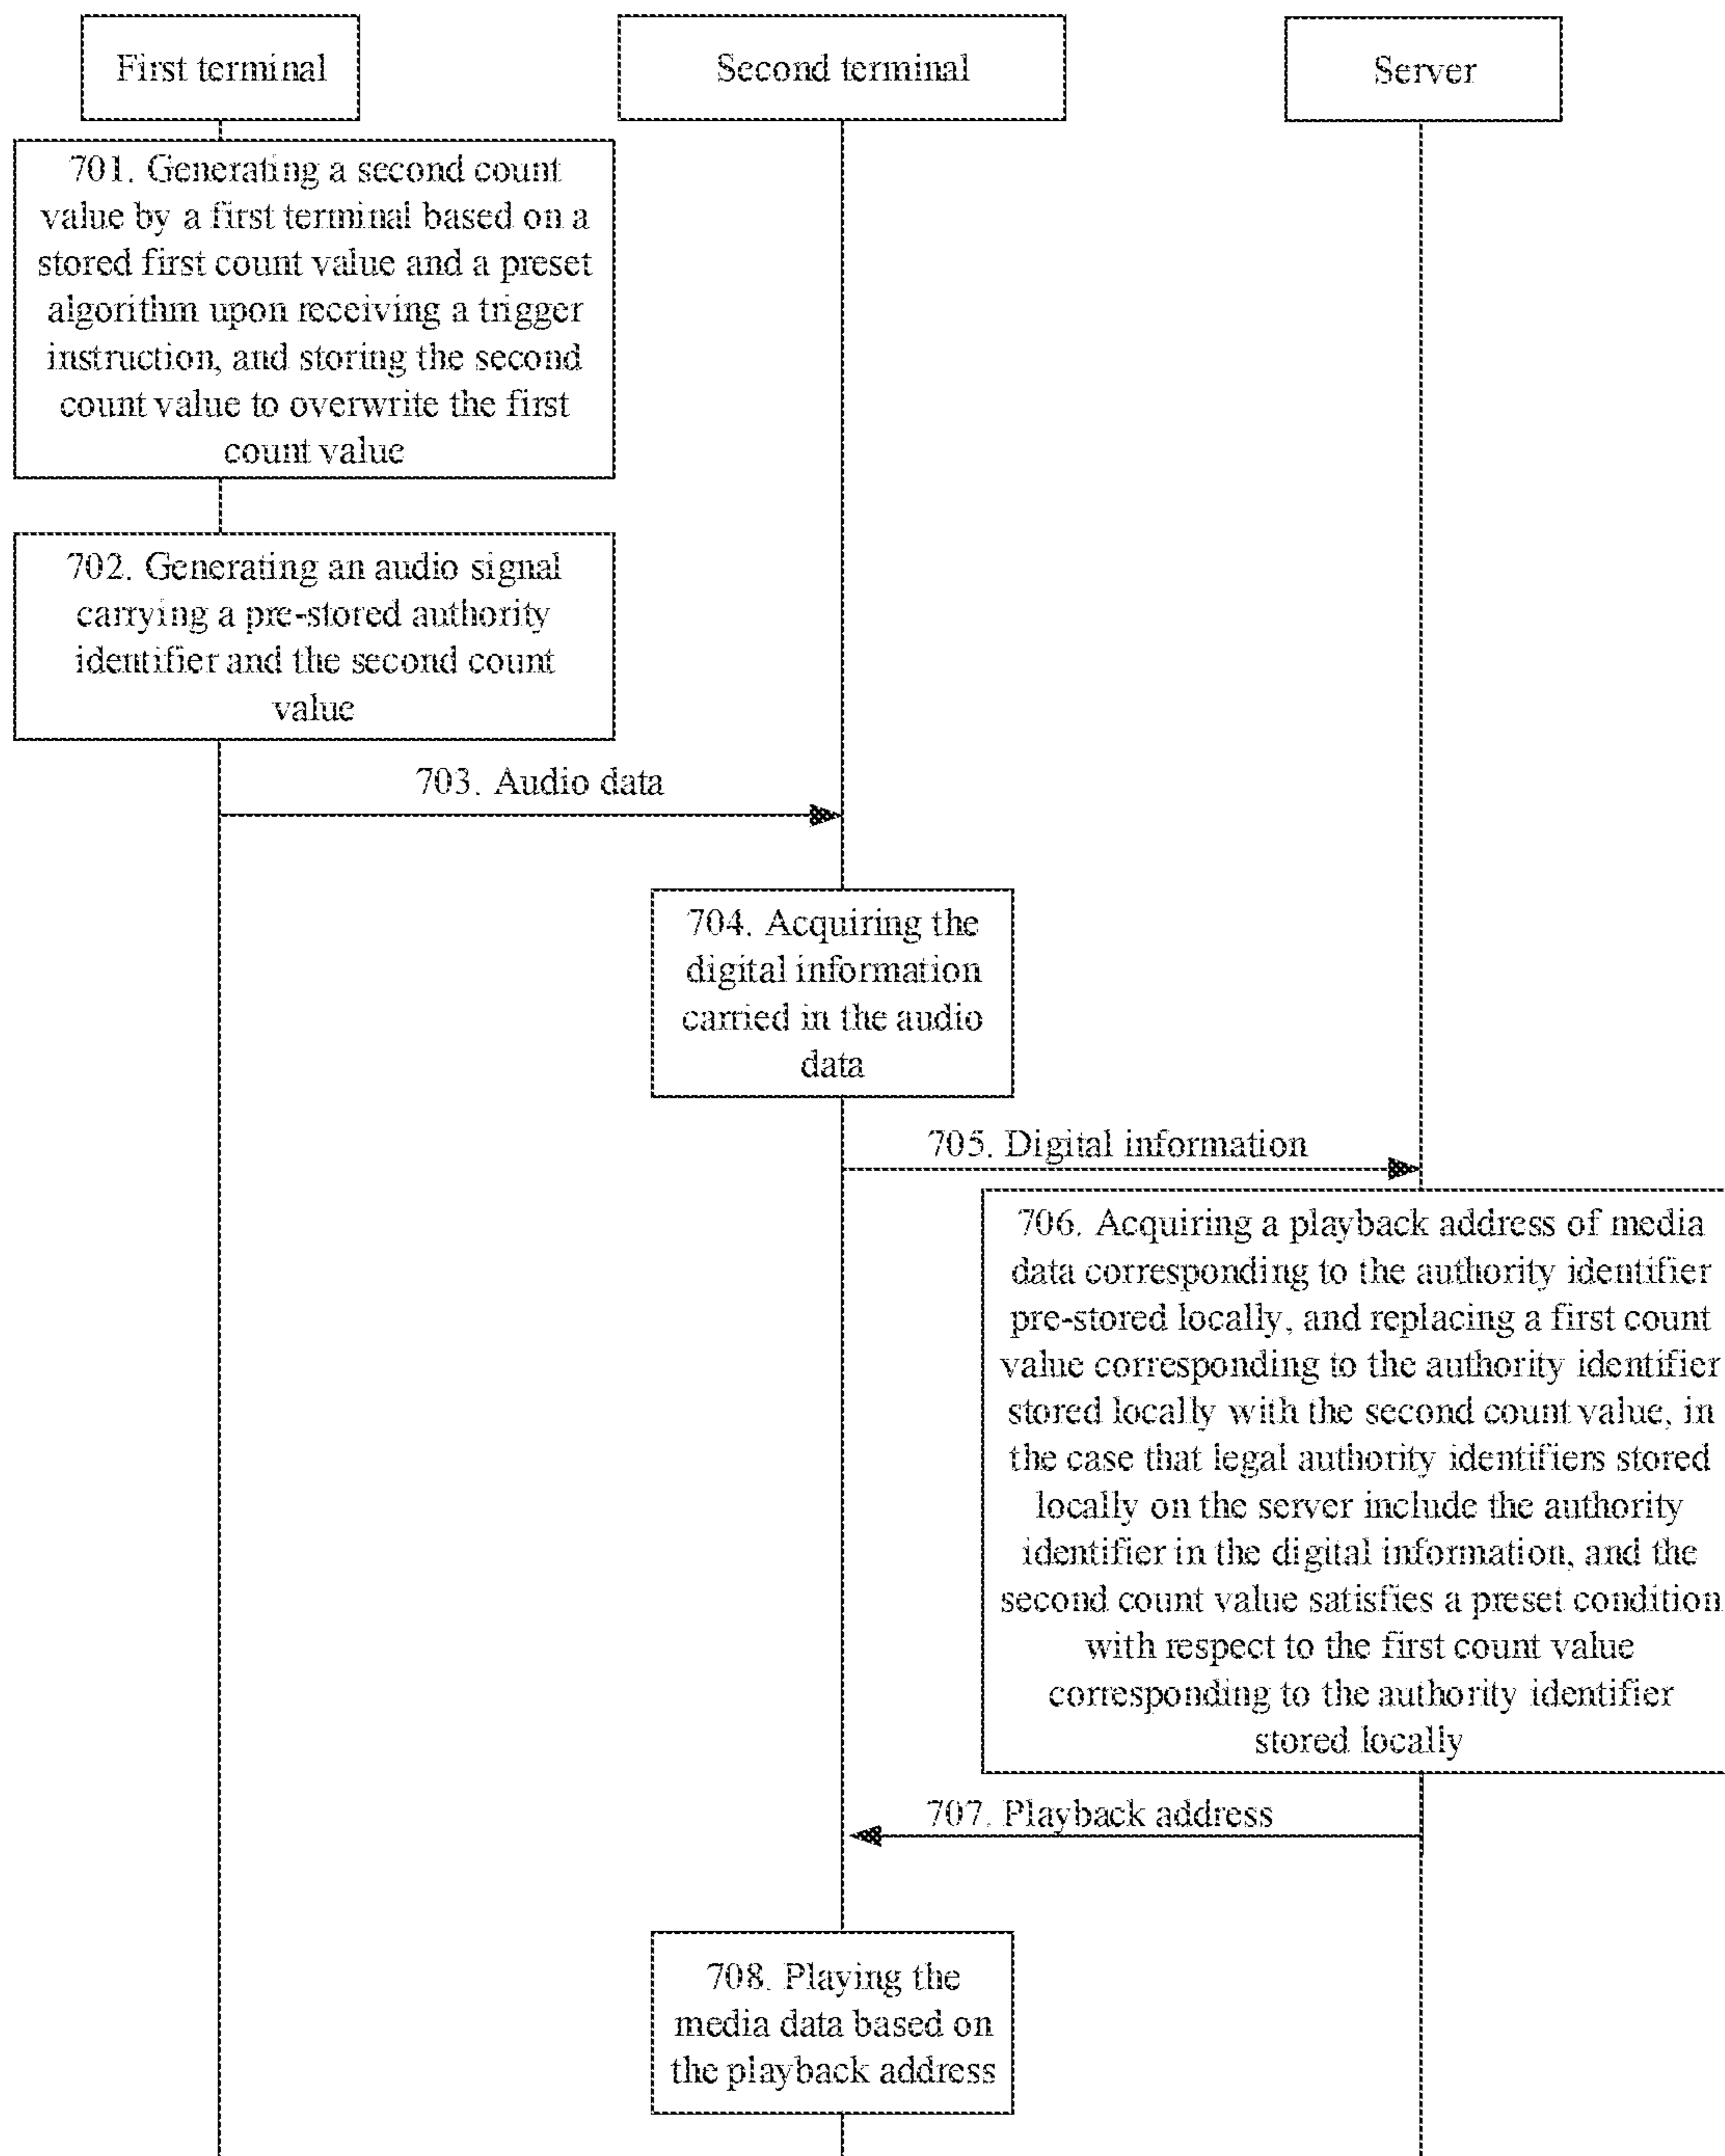 First terminal
Second terminal
Server
701. Generating a second count
value by a first terminal based on a
stored first count value and a preset
algorithm upon receiving a trigger
instruction, and storing the second
count value to overwrite the first
count value
702. Generating an audio signal
carrying a pre-stored authority
identifier and the second count
value
703. Audio data
704. Acquiring the
digital information
carried in the audio
data
705. Digital information
706. Acquiring a playback address of media
data corresponding to the authority identifier
pre-stored locally, and replacing a first count
value corresponding to the authority identifier
stored locally with the second count value, in
the case that legal authority identifiers stored
locally on the server include the authority
identifier in the digital information, and the
second count value satisfies a preset condition
with respect to the first count value
corresponding to the authority identifier
stored locally
707. Playback address
708. Playing the
media data based on
the playback address